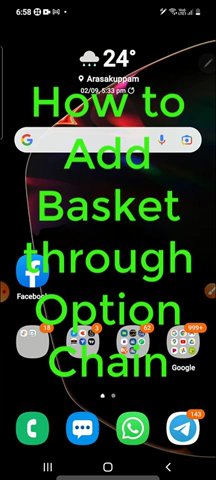 6:58
24°
Arasakuppam
02/09, 5:33 pm
How to
Add
Basket
through
Option
Chain
Facebook
18
3
62
999+
Google
143